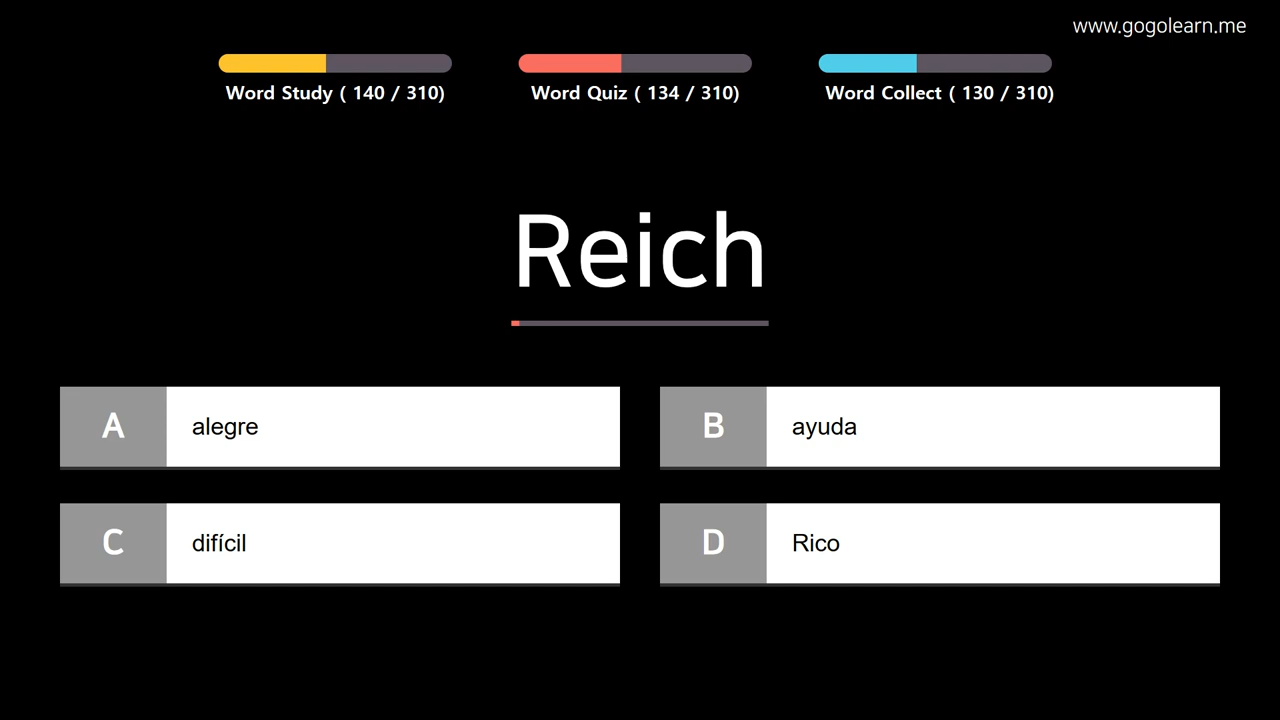 www.gogolearn.me
Word Study ( 140 / 310)
Word Quiz ( 134 / 310)
Word Collect ( 130 / 310)
Reich
A alegre
B ayuda
C difícil
D Rico